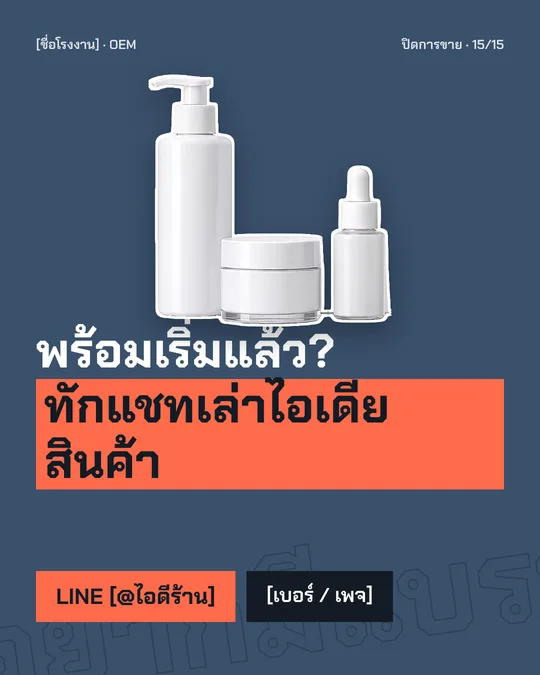 [ชื่อโรงงาน] · OEM
ปิดการขาย · 15/15
พร้อมเริ่มแล้ว?
ทักแชทเล่าไอเดีย
สินค้า
LINE [@ไอดีร้าน]
[เบอร์ / เพจ]